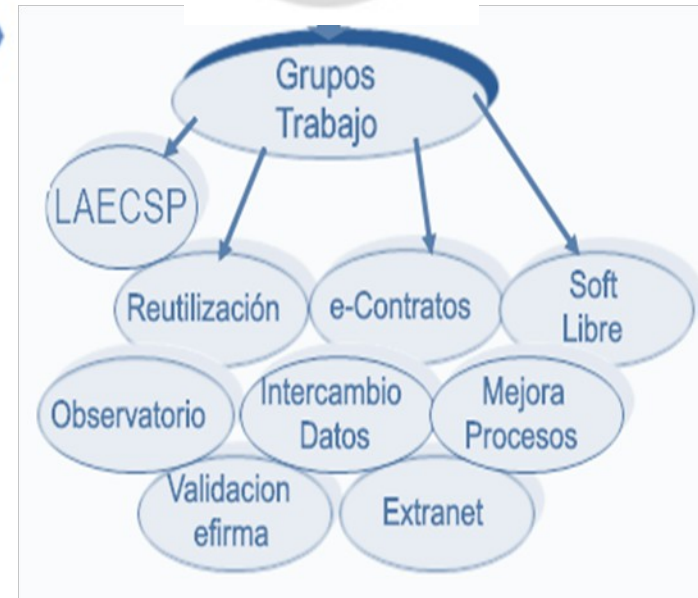 Grupos
Trabajo
LAECSP
Reutilización
e-Contratos
Soft
Libre
Observatorio
Intercambio
Datos
Mejora
Procesos
Validacion
efirma
Extranet